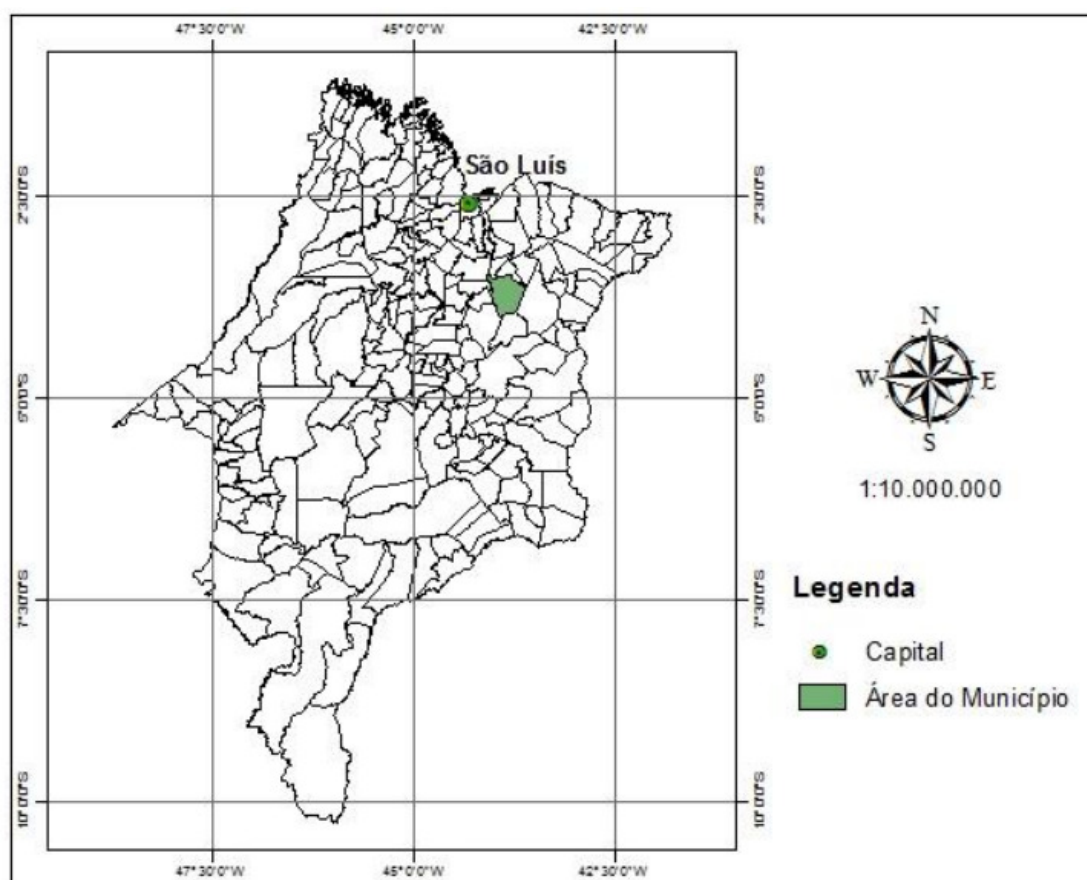 47°30'0"W 45°0'0"W 42°30'0"W
São Luís
2°30'0"S 2°30'0"S
N
W E
S
5°0'0"S 5°0'0"S
1:10.000.000
Legenda
7°30'0"S 7°30'0"S
Capital
Área do Município
10°0'0"S 10°0'0"S
47°30'0"W 45°0'0"W 42°30'0"W